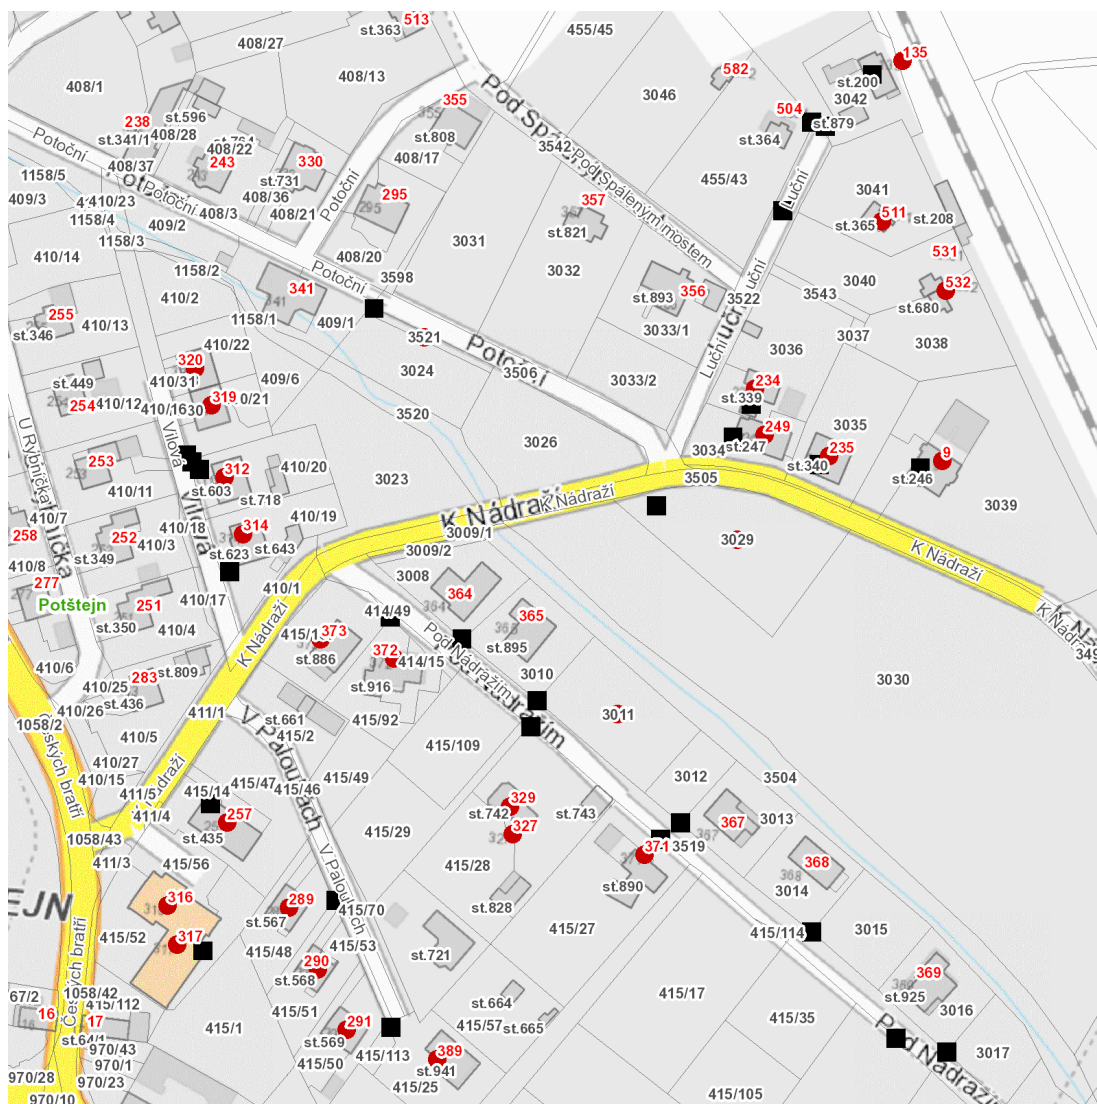 513
st.363
455/45
408/27
135
408/1
408/13
582
st.200
3046
355
Pod Spáleným mostem
504
3042
st.596
st.879
238
408/28
st.341/1
st.808
st.364
Potoční
408/22
3542
243
330
408/17
408/37
1158/5
st.731
455/43
3041
Potoční
408/36
295
357
Luční
409/3
410/23
408/3
408/21
511
st.208
1158/4
409/2
st.821
st.365
1158/3
3031
410/14
408/20
531
1158/2
Potoční
3598
3032
3040
532
341
356
410/2
st.893
3522
3543
st.680
255
1158/1
409/1
3033/1
410/13
st.346
3521
Potoční
Luční
3037
3038
410/22
3036
320
3024
3506
st.449
410/31
409/6
3033/2
234
254
410/12
319
st.339
3520
U Rybníčka
Vilova
3026
249
3035
3034
st.247
235
9
253
312
410/20
st.340
st.246
3023
3505
410/11
st.603
st.718
3039
K Nádraží
K Nádraží
410/7
410/18
410/19
258
252
314
3009/1
3029
410/3
st.643
K Nádraží
st.349
st.623
3009/2
410/8
277
3008
410/1
364
Potštejn
251
410/17
414/49
365
st.350
410/4
373
K Nádraží
372
Pod Nádražím
st.895
st.886
414/15
410/6
st.809
283
410/25
st.916
3010
3030
410/26
st.436
st.661
411/1
3011
1058/2
415/92
410/5
415/2
V Paloukách
415/109
410/27
410/15
415/47
415/49
3012
3504
415/46
411/5
415/14
329
411/4
st.742
st.743
257
367
3013
1058/43
st.435
415/29
327
3519
411/3
371
415/56
415/28
368
st.890
3014
316
289
V Paloukách
st.828
415/70
st.567
415/27
415/114
3015
415/52
317
415/48
415/53
st.721
290
Českých bratří
st.568
369
415/17
st.925
1058/42
st.664
67/2
415/112
415/51
3016
16
17
415/1
291
415/57
st.665
415/35
Pod Nádražím
st.64/1
st.569
970/43
415/113
389
3017
970/1
415/50
st.941
970/28
970/23
415/25
415/105
970/10